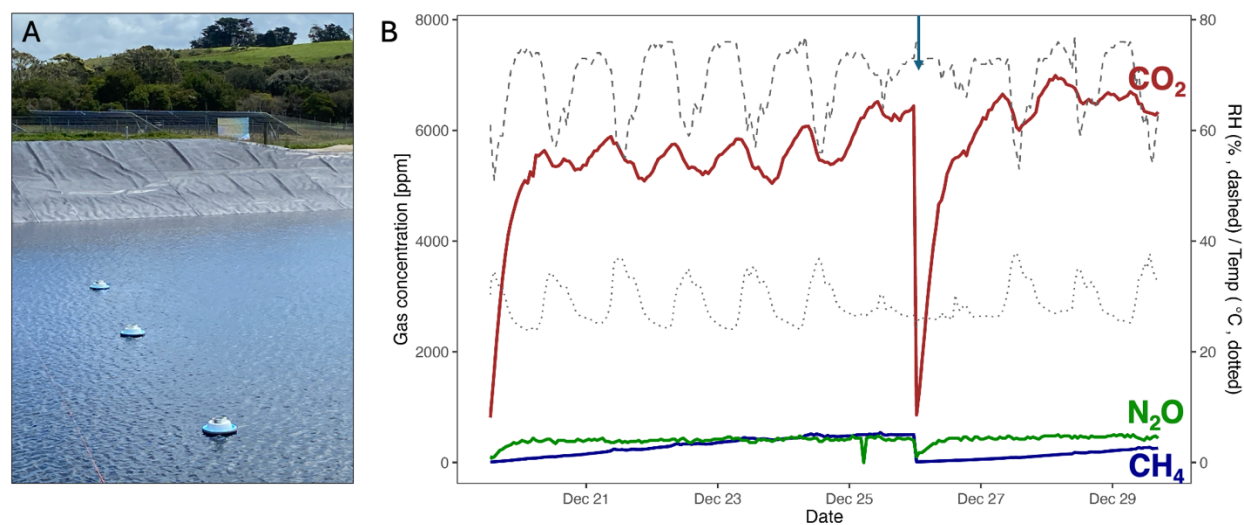 A
B
8000
6000
4000
2000
0
Gas concentration [ppm]
80
60
40
20
0
RH (%, dashed) / Temp ( °C , dotted)
CO₂
N₂O
CH₄
Dec 21
Dec 23
Dec 25
Dec 27
Dec 29
Date